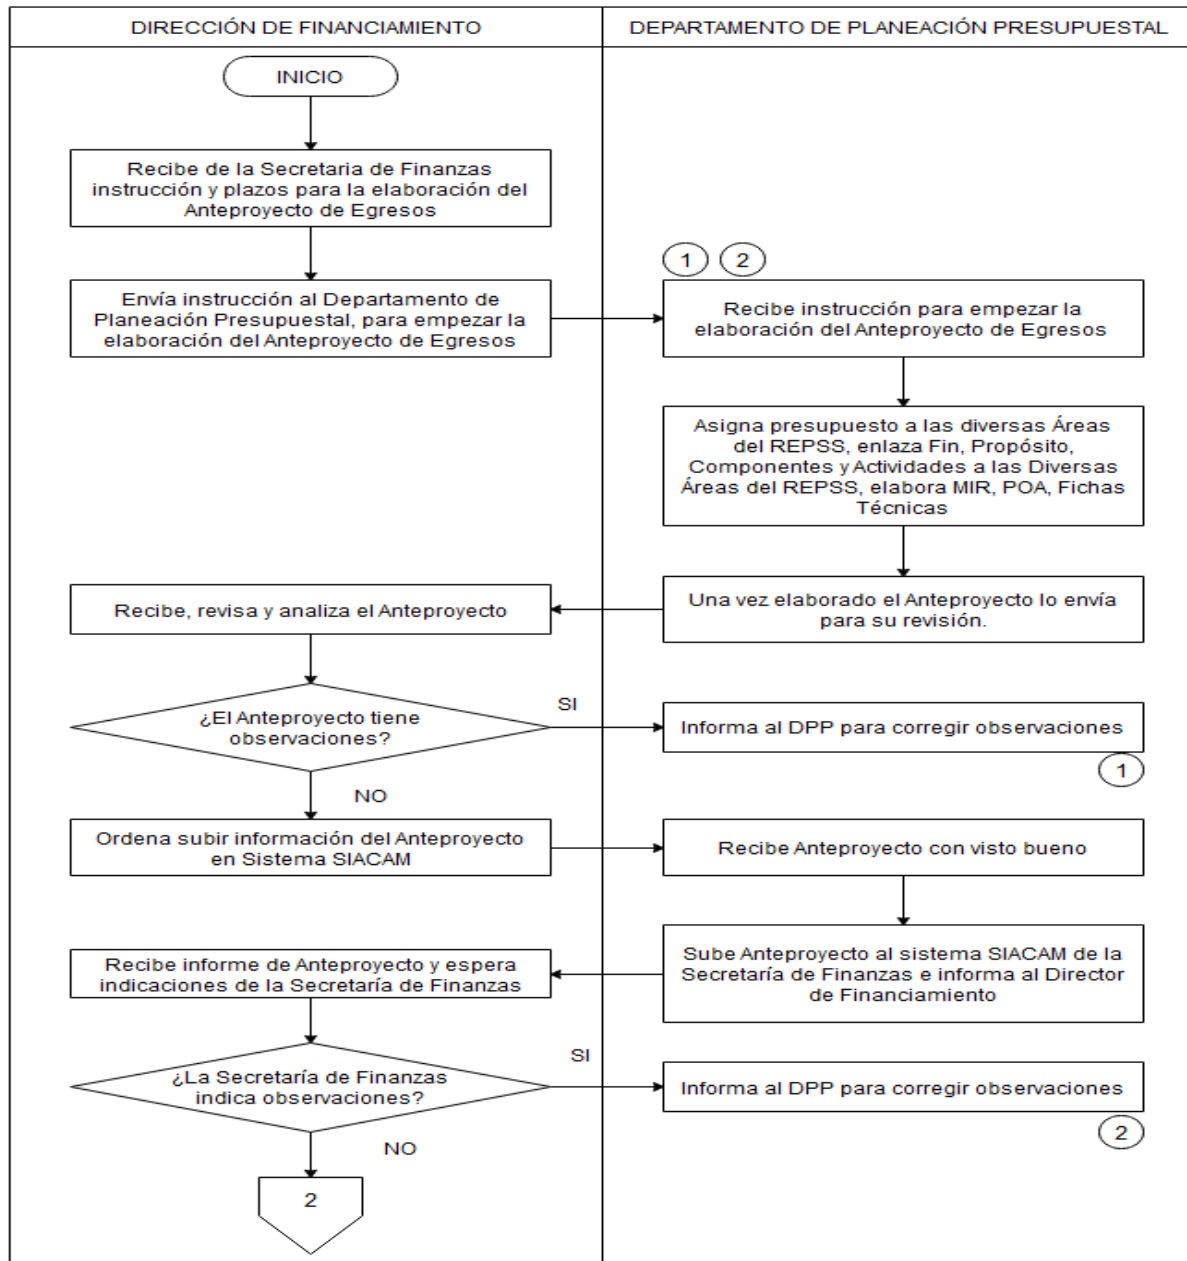 DIRECCIÓN DE FINANCIAMIENTO
DEPARTAMENTO DE PLANEACIÓN PRESUPUESTAL
INICIO
Recibe de la Secretaria de Finanzas
instrucción y plazos para la elaboración del
Anteproyecto de Egresos
1
2
Envía instrucción al Departamento de
Planeación Presupuestal, para empezar la
elaboración del Anteproyecto de Egresos
Recibe instrucción para empezar la
elaboración del Anteproyecto de Egresos
Asigna presupuesto a las diversas Áreas
del REPSS, enlaza Fin, Propósito,
Componentes y Actividades a las Diversas
Áreas del REPSS, elabora MIR, POA, Fichas
Técnicas
Una vez elaborado el Anteproyecto lo envía
para su revisión.
Recibe, revisa y analiza el Anteproyecto
¿El Anteproyecto tiene
observaciones?
SI
Informa al DPP para corregir observaciones
1
NO
Ordena subir información del Anteproyecto
en Sistema SIACAM
Recibe Anteproyecto con visto bueno
Sube Anteproyecto al sistema SIACAM de la
Secretaría de Finanzas e informa al Director
de Financiamiento
Recibe informe de Anteproyecto y espera
indicaciones de la Secretaría de Finanzas
¿La Secretaría de Finanzas
indica observaciones?
SI
Informa al DPP para corregir observaciones
2
NO
2